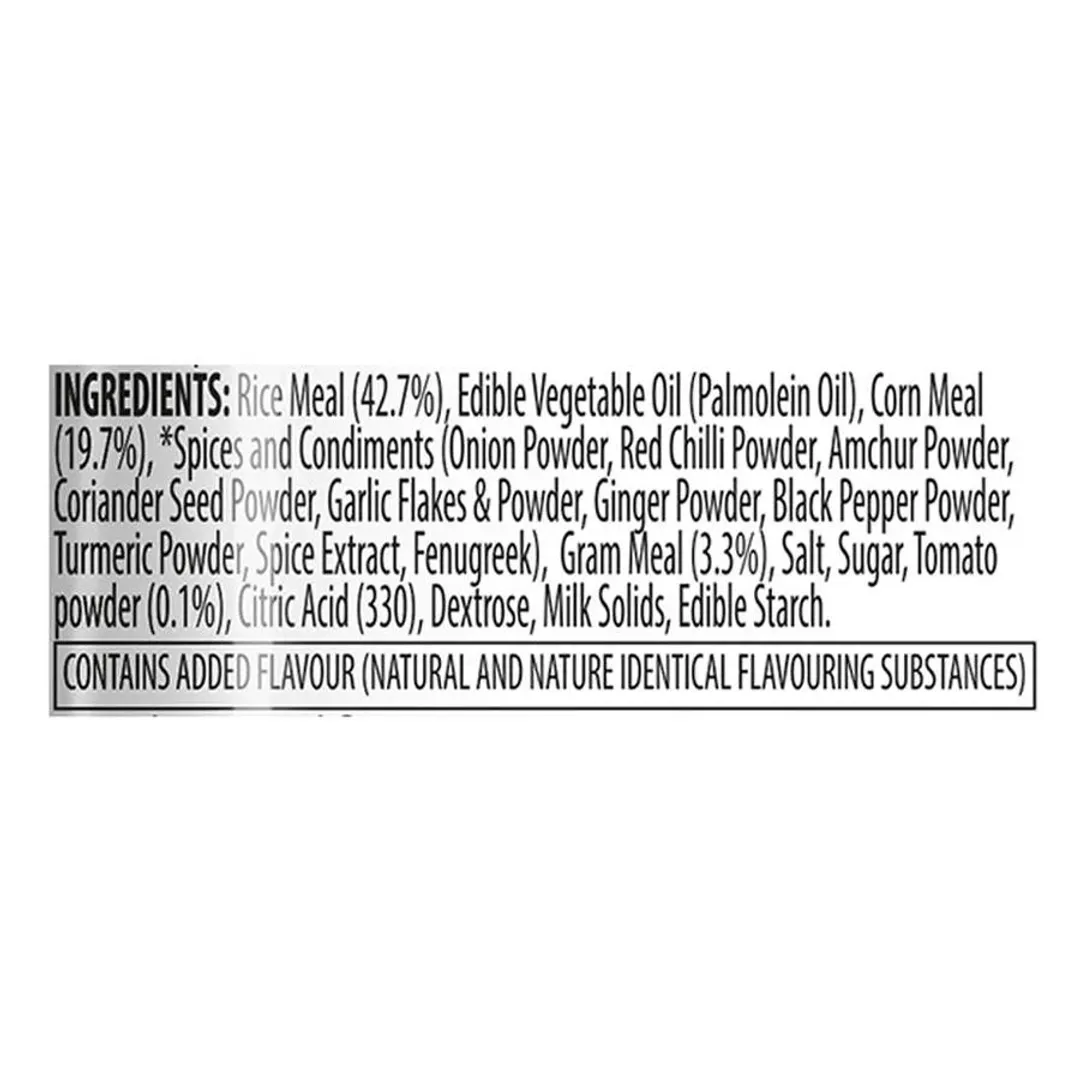 INGREDIENTS: Rice Meal (42.7%), Edible Vegetable Oil (Palmolein Oil), Corn Meal
(19.7%), *Spices and Condiments (Onion Powder, Red Chilli Powder, Amchur Powder,
Coriander Seed Powder, Garlic Flakes & Powder, Ginger Powder, Black Pepper Powder,
Turmeric Powder, Spice Extract, Fenugreek), Gram Meal (3.3%), Salt, Sugar, Tomato
powder (0.1%), Citric Acid (330), Dextrose, Milk Solids, Edible Starch.
CONTAINS ADDED FLAVOUR (NATURAL AND NATURE IDENTICAL FLAVOURING SUBSTANCES)